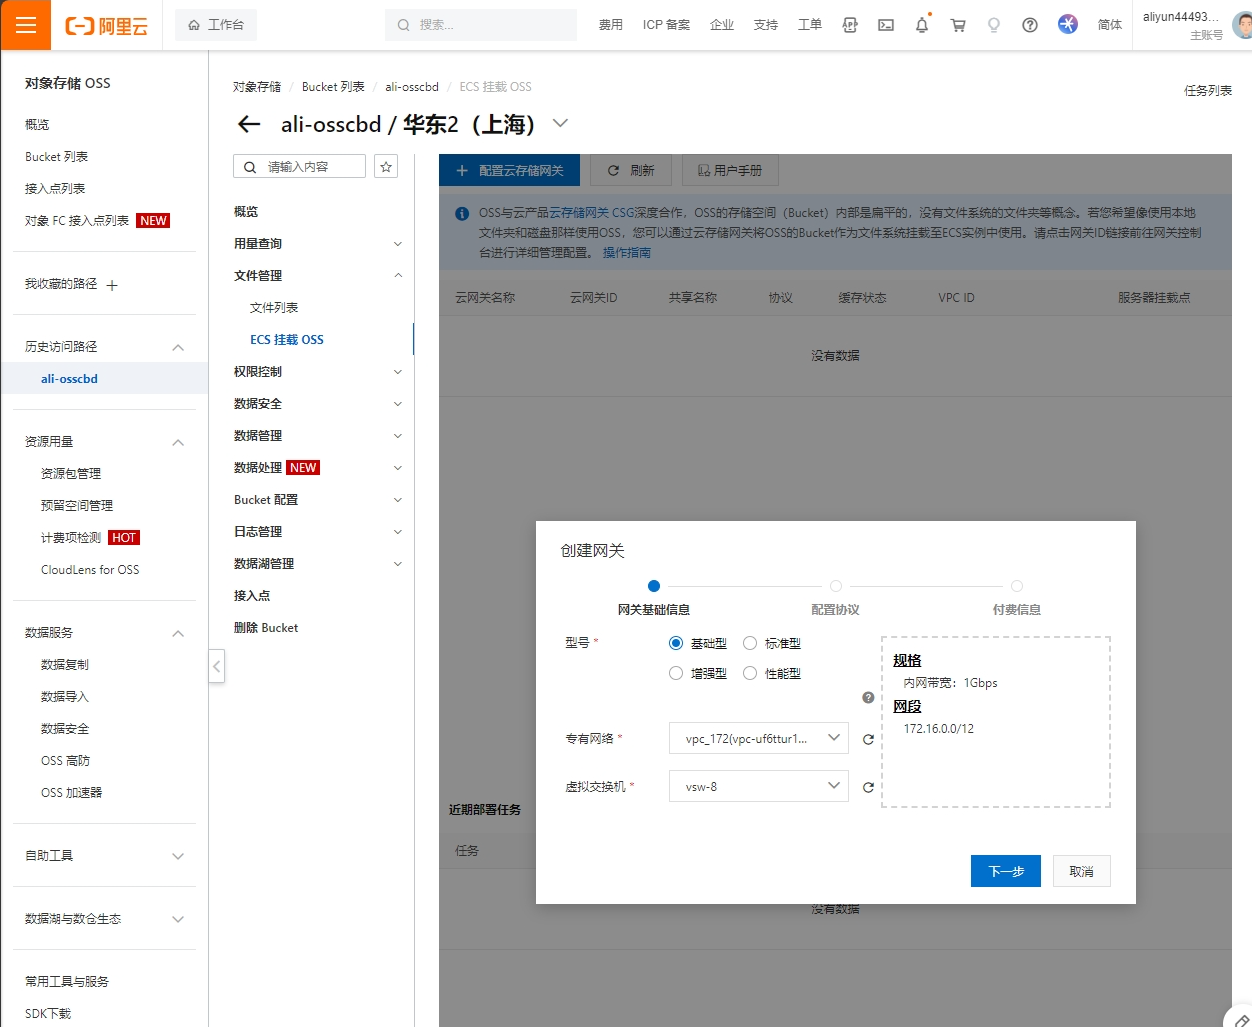 阿里云
工作台
搜索...
费用
ICP 备案
企业
支持
工单
简体
aliyun44493...
主账号
对象存储 OSS
概览
Bucket 列表
接入点列表
对象 FC 接入点列表 NEW
我收藏的路径
历史访问路径
ali-osscbd
资源用量
资源包管理
预留空间管理
计费项检测 HOT
CloudLens for OSS
数据服务
数据复制
数据导入
数据安全
OSS 高防
OSS 加速器
自助工具
数据湖与数仓生态
常用工具与服务
SDK下载
对象存储 / Bucket 列表 / ali-osscbd / ECS 挂载 OSS
任务列表
ali-osscbd / 华东2（上海）
请输入内容
概览
用量查询
文件管理
文件列表
ECS 挂载 OSS
权限控制
数据安全
数据管理
数据处理 NEW
Bucket 配置
日志管理
数据湖管理
接入点
删除 Bucket
配置云存储网关
刷新
用户手册
OSS与云产品云存储网关 CSG深度合作，OSS的存储空间（Bucket）内部是扁平的，没有文件系统的文件夹等概念。若您希望像使用本地
文件夹和磁盘那样使用OSS，您可以通过云存储网关将OSS的Bucket作为文件系统挂载至ECS实例中使用。请点击网关ID链接前往网关控制
台进行详细管理配置。 操作指南
云网关名称 云网关ID 共享名称 协议 缓存状态 VPC ID 服务器挂载点
没有数据
创建网关
网关基础信息 配置协议 付费信息
型号 *
基础型
标准型
增强型
性能型
专有网络 *
vpc_172(vpc-uf6ttur1...
虚拟交换机 *
vsw-8
规格
内网带宽：1Gbps
网段
172.16.0.0/12
下一步
取消
近期部署任务
任务
没有数据